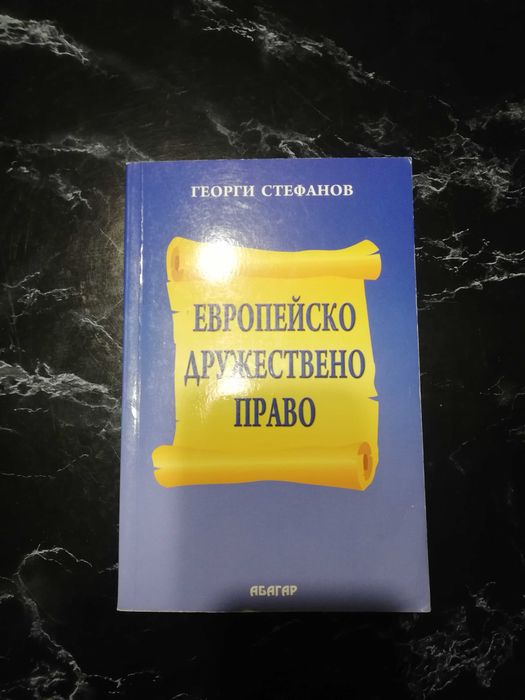 ГЕОРГИ СТЕФАНОВ
ЕВРОПЕЙСКО
ДРУЖЕСТВЕНО
ПРАВО
АБАГАР